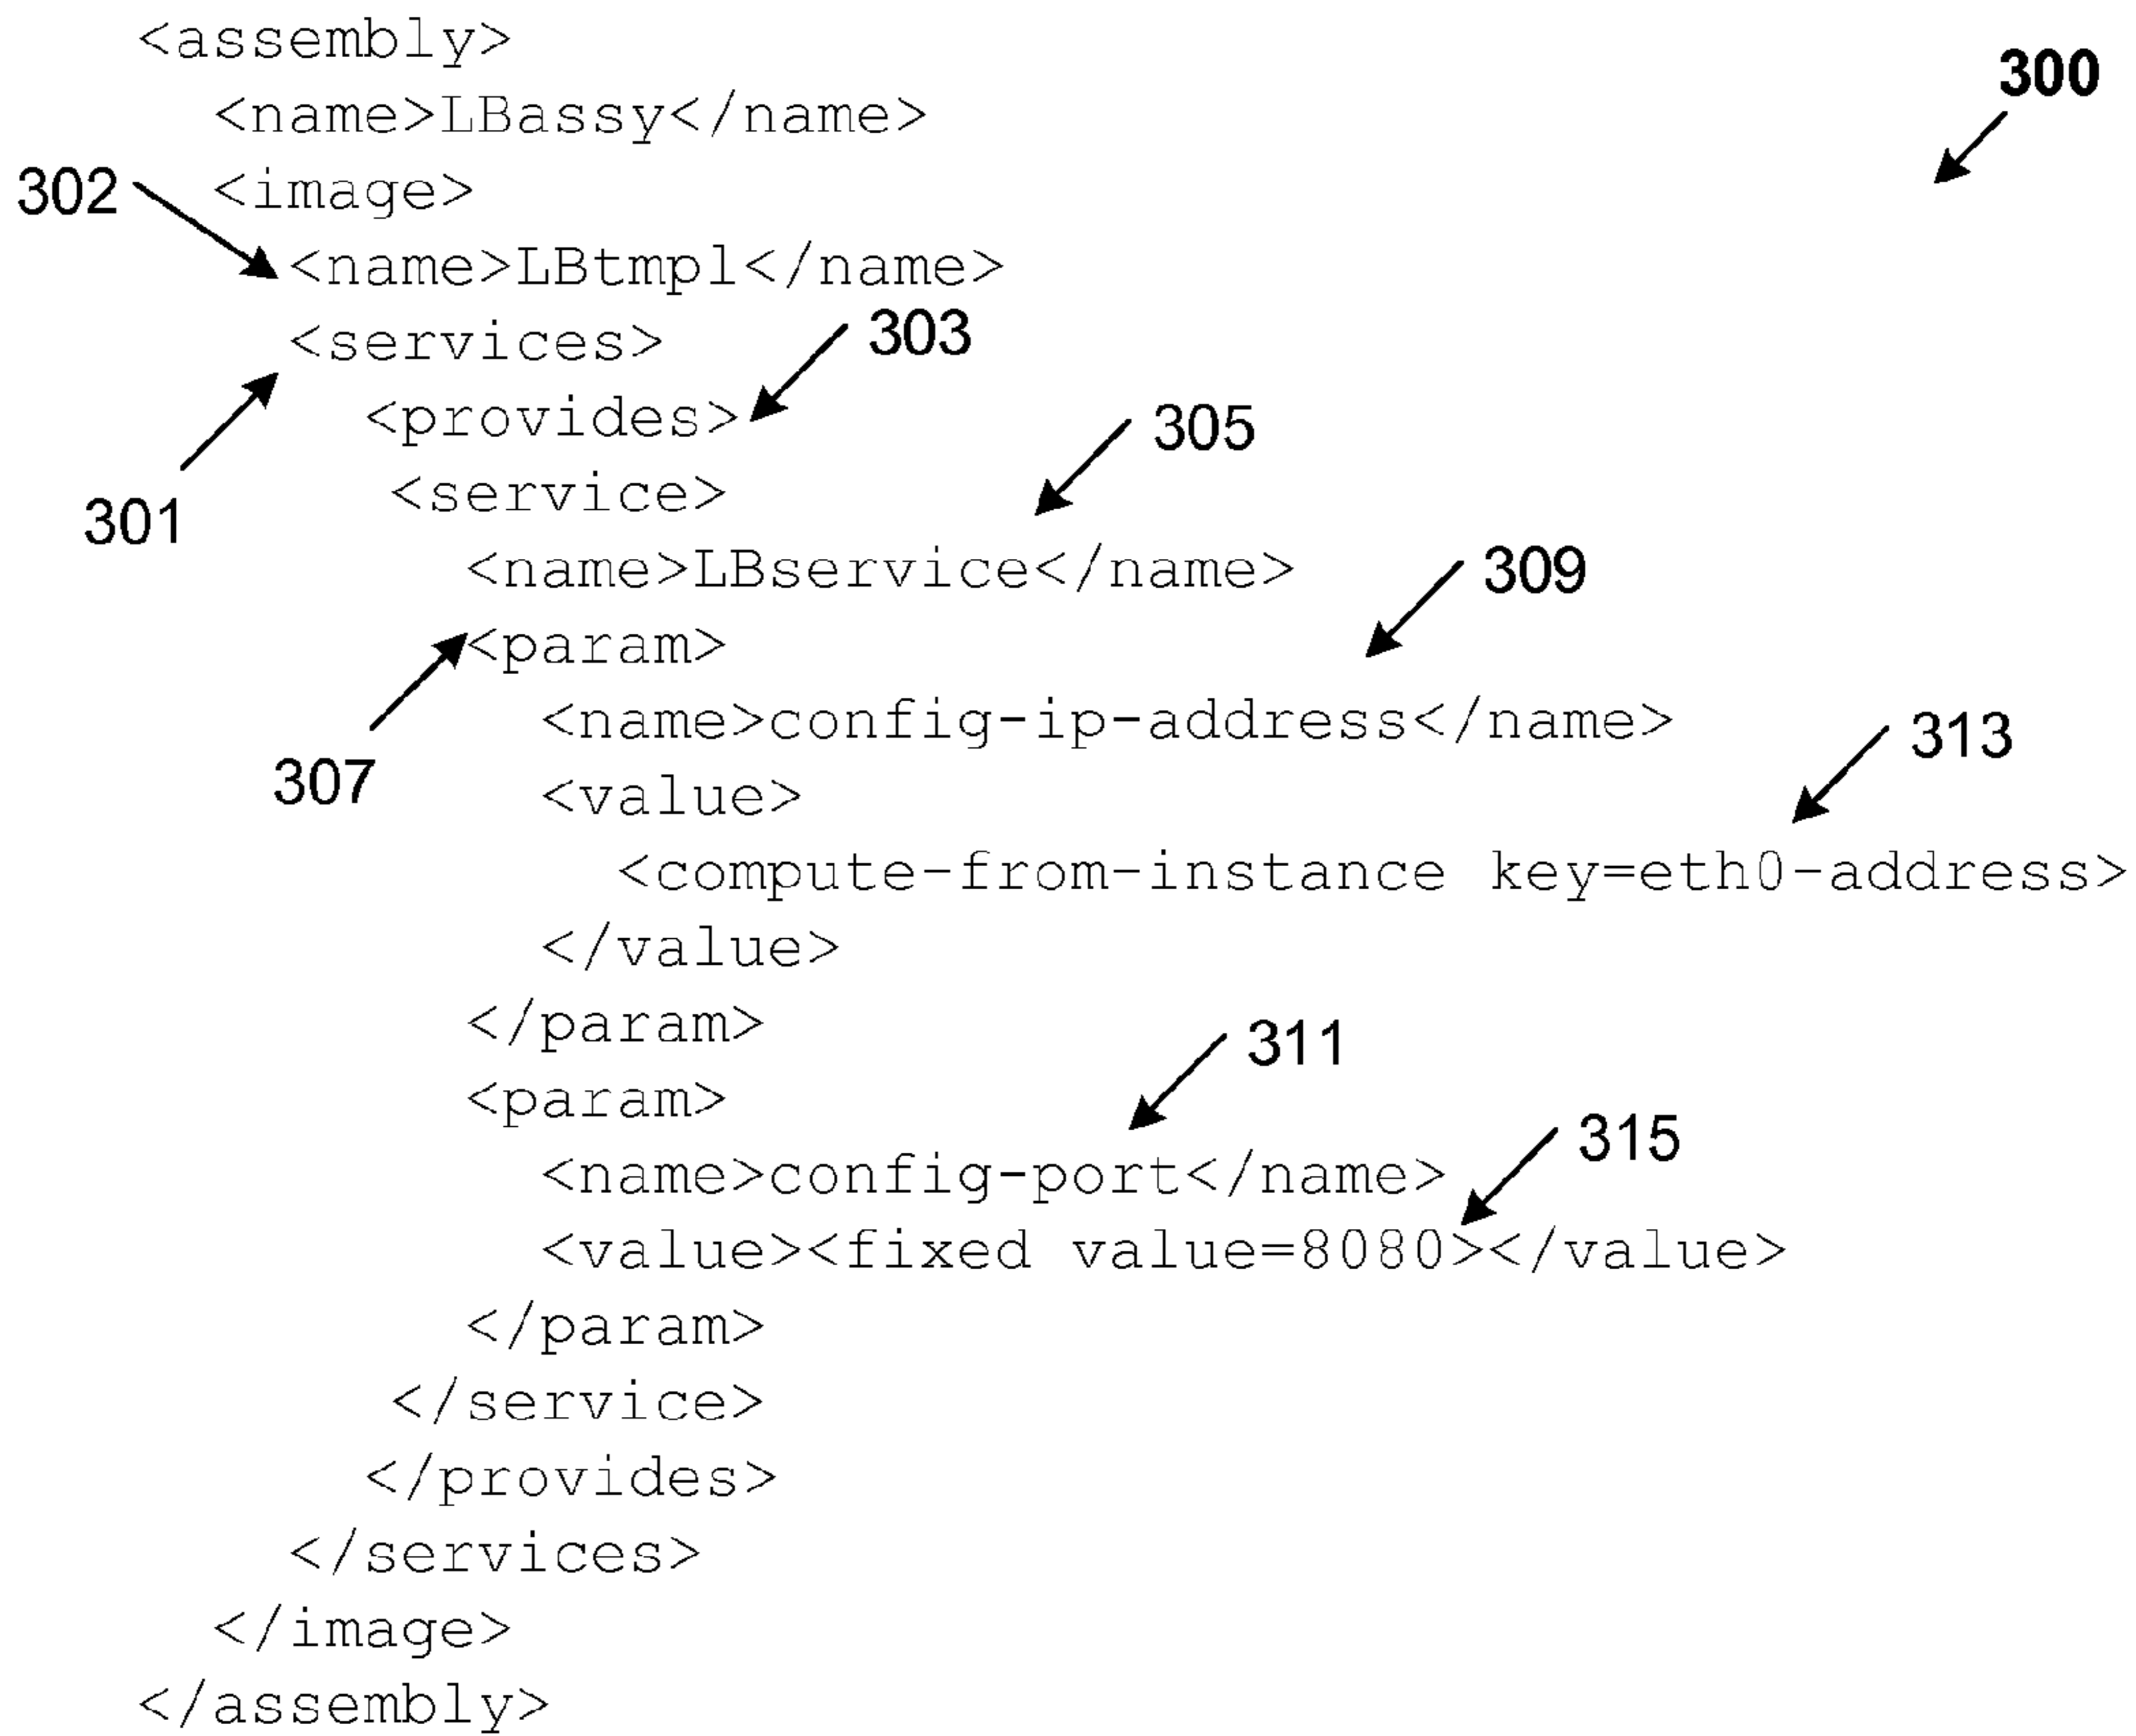 <assembly>
300
<name>LBassy</name>
302
<image>
<name>LBtmpl</name>
<services>
303
<provides>
305
<service>
301
<name>LBservice</name>
309
<param>
<name>config-ip-address</name>
313
307
<value>
<compute-from-instance key=eth0-address>
</value>
</param>
311
<param>
315
<name>config-port</name>
<value><fixed value=8080></value>
</param>
</service>
</provides>
</services>
</image>
</assembly>